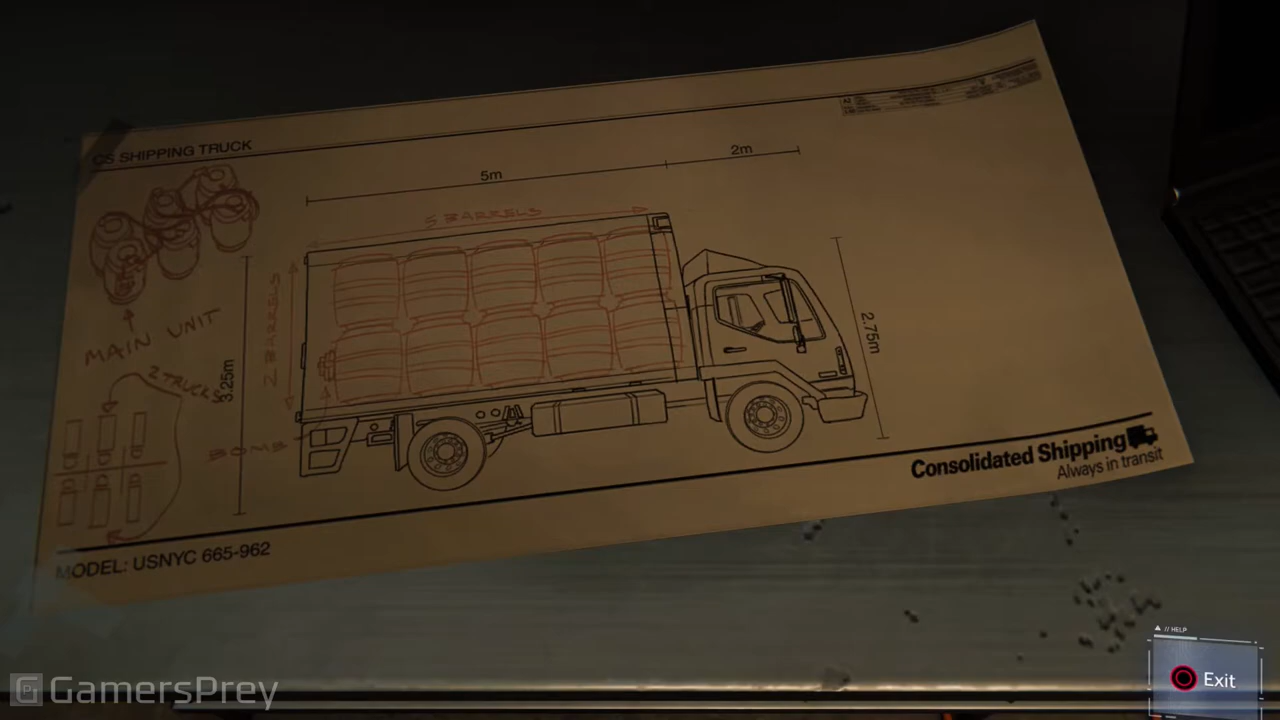 CS SHIPPING TRUCK
A2
5m
2m
5 BARRELS
2 BARRELS
3.25m
2.75m
MAIN UNIT
2 TRUCKS
BOMB
Consolidated Shipping
Always in transit
MODEL: USNYC 665-962
// HELP
Exit
GamersPrey